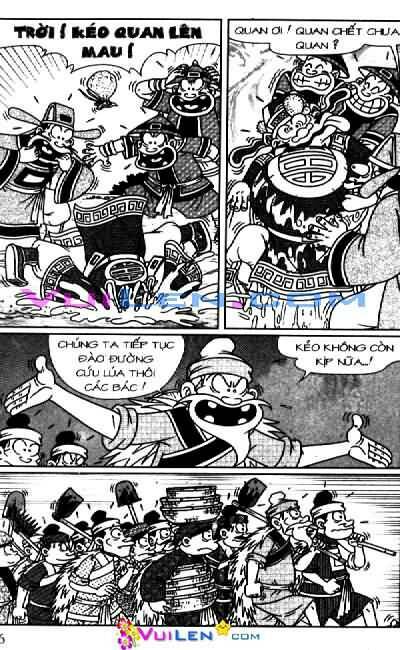 TRỜI ! KÉO QUAN LÊN
MAU !
QUAN ƠI ! QUAN CHẾT CHƯA
QUAN ?
VUILEN.COM
CHÚNG TA TIẾP TỤC
ĐÀO ĐƯỜNG
CỨU LÚA THÔI
CÁC BÁC !
KẺO KHÔNG CÒN
KỊP NỮA...!
6
VUILEN.COM